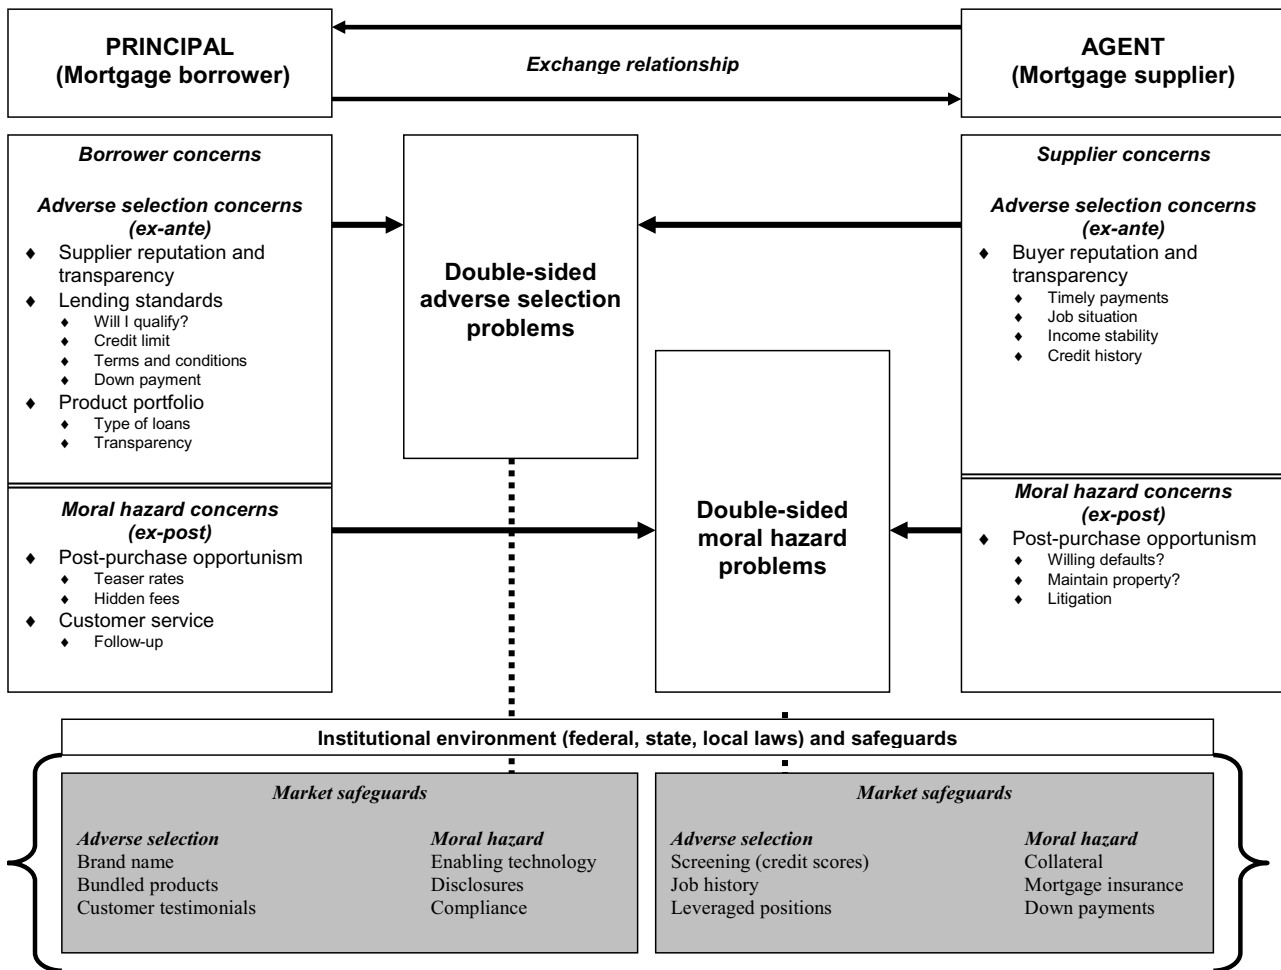 PRINCIPAL
(Mortgage borrower)
Exchange relationship
AGENT
(Mortgage supplier)
Borrower concerns
Adverse selection concerns
(ex-ante)
♦ Supplier reputation and
transparency
♦ Lending standards
♦ Will I qualify?
♦ Credit limit
♦ Terms and conditions
♦ Down payment
♦ Product portfolio
♦ Type of loans
♦ Transparency
Moral hazard concerns
(ex-post)
♦ Post-purchase opportunism
♦ Teaser rates
♦ Hidden fees
♦ Customer service
♦ Follow-up
Double-sided
adverse selection
problems
Double-sided
moral hazard
problems
Supplier concerns
Adverse selection concerns
(ex-ante)
♦ Buyer reputation and
transparency
♦ Timely payments
♦ Job situation
♦ Income stability
♦ Credit history
Moral hazard concerns
(ex-post)
♦ Post-purchase opportunism
♦ Willing defaults?
♦ Maintain property?
♦ Litigation
Institutional environment (federal, state, local laws) and safeguards
Market safeguards
Adverse selection
Brand name
Bundled products
Customer testimonials
Moral hazard
Enabling technology
Disclosures
Compliance
Market safeguards
Adverse selection
Screening (credit scores)
Job history
Leveraged positions
Moral hazard
Collateral
Mortgage insurance
Down payments